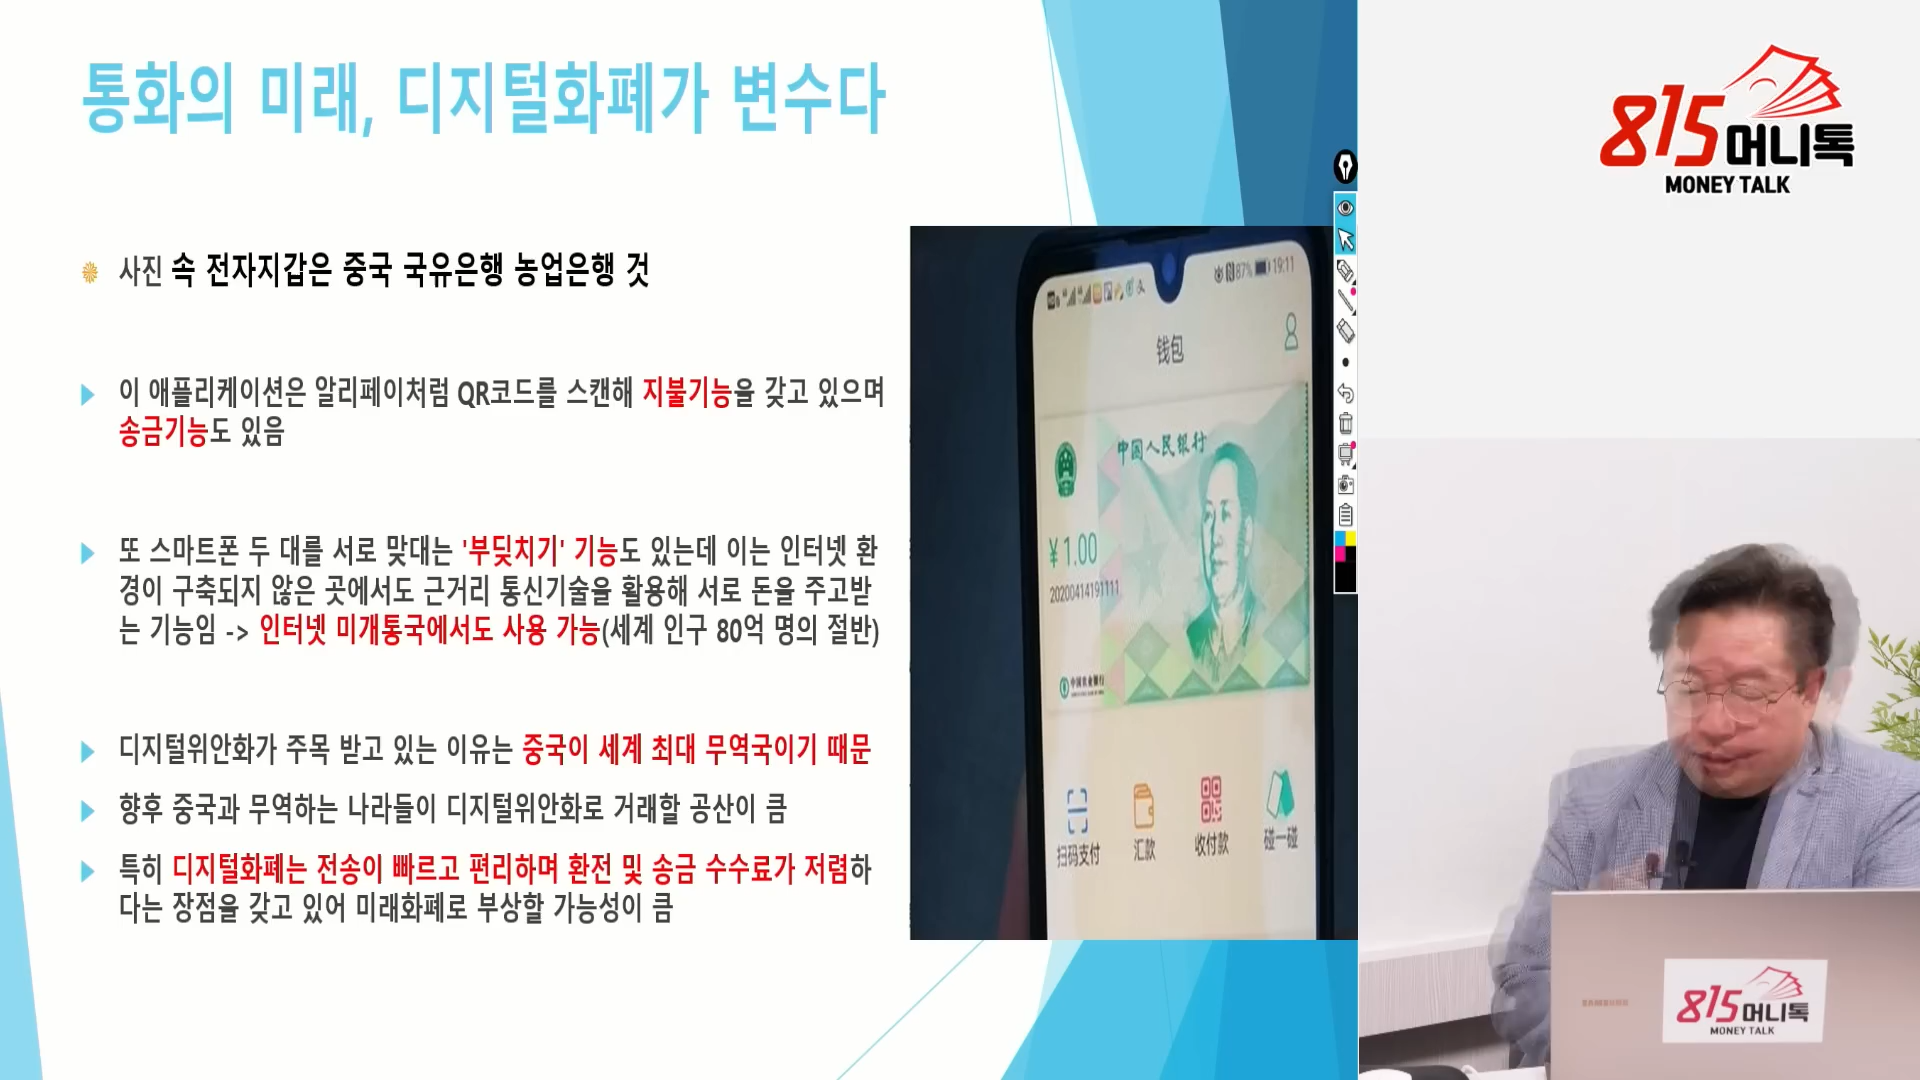 통화의 미래, 디지털화폐가 변수다
사진 속 전자지갑은 중국 국유은행 농업은행 것
이 애플리케이션은 알리페이처럼 QR코드를 스캔해 지불기능을 갖고 있으며
송금기능도 있음
또 스마트폰 두 대를 서로 맞대는 '부딪치기' 기능도 있는데 이는 인터넷 환
경이 구축되지 않은 곳에서도 근거리 통신기술을 활용해 서로 돈을 주고받
는 기능임 -> 인터넷 미개통국에서도 사용 가능(세계 인구 80억 명의 절반)
디지털위안화가 주목 받고 있는 이유는 중국이 세계 최대 무역국이기 때문
향후 중국과 무역하는 나라들이 디지털위안화로 거래할 공산이 큼
특히 디지털화폐는 전송이 빠르고 편리하며 환전 및 송금 수수료가 저렴하
다는 장점을 갖고 있어 미래화폐로 부상할 가능성이 큼
87% 19:11
钱包
中国人民银行
¥1.00
20200414191111
中国农业银行
扫码支付 汇款 收付款 碰一碰
815머니톡
MONEY TALK
SAMSUNG
815머니톡
MONEY TALK